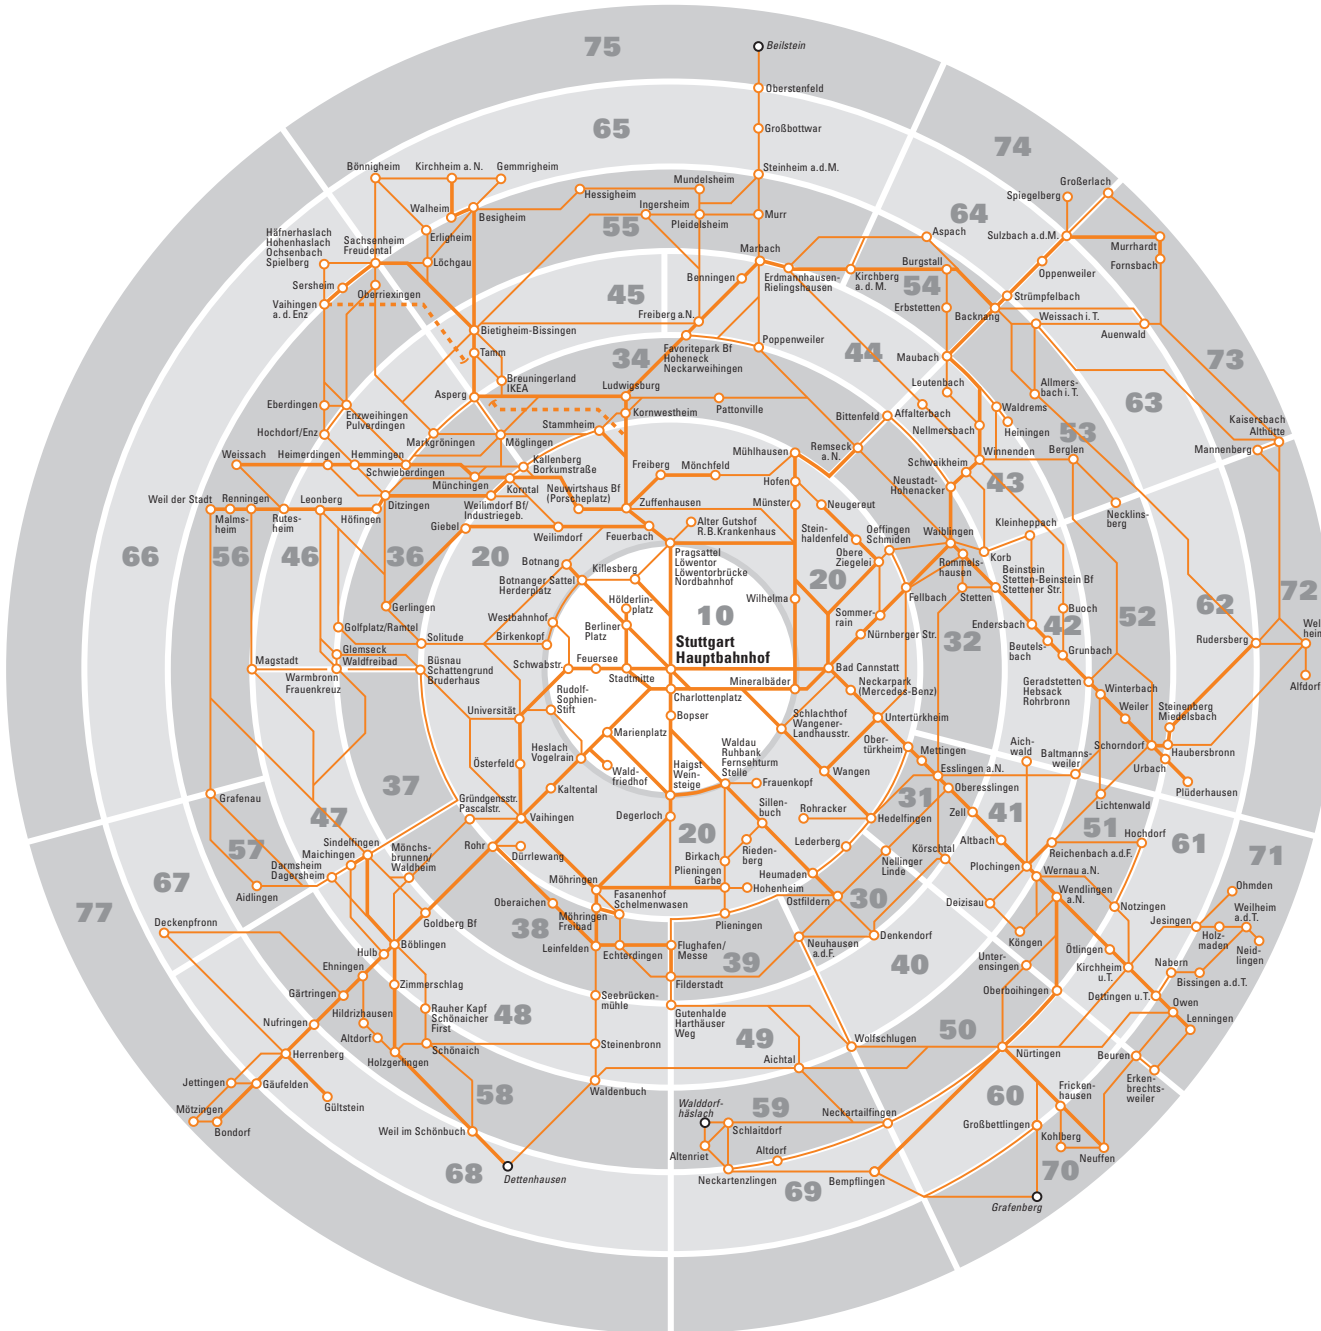 75
Beilstein
Oberstenfeld
65
Großbottwar
74
Bönnigheim
Kirchheim a. N.
Gemmrigheim
Steinheim a.d.M.
Mundelsheim
Hessigheim
Spiegelberg
Großerlach
Walheim
Besigheim
Ingersheim
Pleidelsheim
Murr
64
55
Häfnerhaslach
Hohenhaslach
Ochsenbach
Spielberg
Sachsenheim
Freudental
Erligheim
Löchgau
Marbach
Aspach
Sulzbach a.d.M.
Murrhardt
Fornsbach
Sersheim
Oberriexingen
Benningen
Erdmannhausen-
Rielingshausen
Kirchberg
a. d. M.
Burgstall
54
Oppenweiler
Vaihingen
a. d. Enz
45
Erbstetten
Strümpfelbach
Backnang
Weissach i. T.
Auenwald
Freiberg a.N.
Bietigheim-Bissingen
Tamm
34
Favoritepark Bf
Hoheneck
Neckarweihingen
Poppenweiler
44
Maubach
73
Breuningerland
IKEA
Ludwigsburg
Leutenbach
Allmers-
bach i. T.
63
Asperg
Kornwestheim
Pattonville
Affalterbach
Waldrems
Heiningen
Eberdingen
Enzweihingen
Pulverdingen
Stammheim
Bittenfeld
Nellmersbach
53
Kaisersbach
Althütte
Hochdorf/Enz
Markgröningen
Möglingen
Remseck
a. N.
Mannenberg
Weissach
Heimerdingen
Hemmingen
Schwieberdingen
Kallenberg
Borkumstraße
Freiberg
Mönchfeld
Mühlhausen
Schwaikheim
Winnenden
Berglen
Münchingen
Hofen
43
Weil der Stadt
Renningen
Malms-
heim
Rutes-
heim
Leonberg
Höfingen
Ditzingen
Korntal
Weilimdorf Bf/
Industriegeb.
Neuwirtshaus Bf
(Porscheplatz)
Zuffenhausen
Münster
Neugereut
Neustadt-
Hohenacker
Necklins-
berg
Giebel
Weilimdorf
Feuerbach
Alter Gutshof
R.B.Krankenhaus
Stein-
haldenfeld
Oeffingen
Schmiden
Waiblingen
Kleinheppach
66
56
46
36
20
Botnang
Killesberg
Pragsattel
Löwentor
Löwentorbrücke
Nordbahnhof
20
Obere
Ziegelei
Rommels-
hausen
Korb
Botnanger Sattel
Herderplatz
Fellbach
Beinstein
Stetten-Beinstein Bf
Stettener Str.
Gerlingen
Hölderlin-
platz
10
Wilhelma
Stetten
72
Westbahnhof
Berliner
Platz
Sommer-
rain
Buoch
52
62
Golfplatz/Ramtel
Solitude
Birkenkopf
Stuttgart
Hauptbahnhof
Nürnberger Str.
32
Endersbach
42
Rudersberg
Glemseck
Waldfreibad
Feuersee
Beutels-
bach
Grunbach
Magstadt
Warmbronn
Frauenkreuz
Büsnau
Schattengrund
Bruderhaus
Schwabstr.
Stadtmitte
Mineralbäder
Bad Cannstatt
Neckarpark
(Mercedes-Benz)
Geradstetten
Hebsack
Rohrbronn
Winterbach
Alfdorf
Universität
Rudolf-
Sophien-
Stift
Charlottenplatz
Bopser
Schlachthof
Wangener-
Landhausstr.
Untertürkheim
Weiler
Steinenberg
Miedelsbach
Marienplatz
Waldau
Ruhbank
Fernsehturm
Stelle
Ober-
türkheim
Mettingen
Aich-
wald
Baltmanns-
weiler
Schorndorf
Haubersbronn
Österfeld
Heslach
Vogelrain
Wald-
friedhof
Haigst
Wein-
steige
Frauenkopf
Wangen
Esslingen a.N.
Urbach
37
Kaltental
Oberesslingen
Plüderhausen
Grafenau
Gründgensstr.
Pascalstr.
Degerloch
Sillen-
buch
Rohracker
31
Lichtenwald
47
Vaihingen
20
Hedelfingen
Zell
41
51
Hochdorf
57
Sindelfingen
Mönchs-
brunnen/
Waldheim
Rohr
Dürrlewang
Birkach
Plieningen
Garbe
Rieden-
berg
Lederberg
Körschtal
Altbach
61
71
67
Darmsheim
Dagersheim
Maichingen
Heumaden
Nellinger
Linde
Plochingen
Reichenbach a.d.F.
Wernau a.N.
77
Aidlingen
Möhringen
Hohenheim
Ostfildern
30
Deizisau
Wendlingen
a.N.
Ohmden
Deckenpfronn
Goldberg Bf
Oberaichen
Fasanenhof
Schelmenwasen
Möhringen
Freibad
Plieningen
Notzingen
Jesingen
Weilheim
a.d.T.
38
Denkendorf
Köngen
Holz-
maden
Neid-
lingen
Böblingen
Leinfelden
Echterdingen
Flughafen/
Messe
39
Neuhausen
a.d.F.
40
Ötlingen
Hulb
Unter-
ensingen
Kirchheim
u.T.
Nabern
Bissingen a.d.T.
Ehningen
Zimmerschlag
Filderstadt
Oberboihingen
Dettingen u.T.
Gärtringen
Seebrücken-
mühle
Owen
Hildrizhausen
Rauher Kapf
Schönaicher
First
48
Gutenhalde
Harthäuser
Weg
Lenningen
Nufringen
Altdorf
49
50
Schönaich
Steinenbronn
Aichtal
Wolfschlugen
Nürtingen
Herrenberg
Holzgerlingen
Beuren
Jettingen
Gäufelden
58
Waldenbuch
60
Fricken-
hausen
Erken-
brechts-
weiler
Gültstein
Mötzingen
Bondorf
Walddorf-
häslach
59
Neckartailfingen
Schlaitdorf
Großbettlingen
Weil im Schönbuch
Altenriet
Altdorf
Kohlberg
Neuffen
68
Dettenhausen
Neckartenzlingen
69
Bempflingen
70
Grafenberg